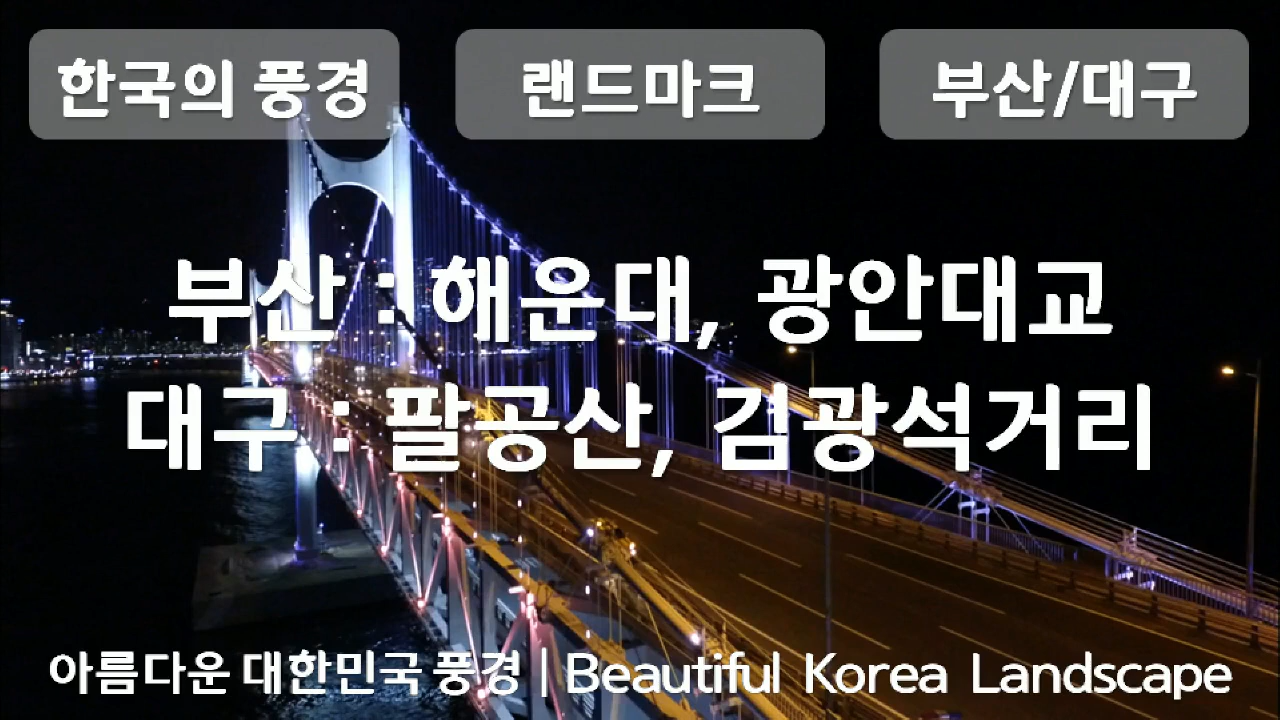 한국의 풍경
랜드마크
부산/대구
부산 : 해운대, 광안대교
대구 : 팔공산, 김광석거리
아름다운 대한민국 풍경 | Beautiful Korea Landscape